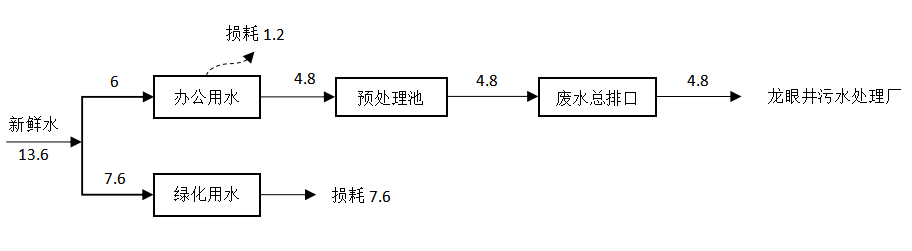 损耗 1.2
6
办公用水
4.8
预处理池
4.8
废水总排口
4.8
龙眼井污水处理厂
新鲜水
13.6
7.6
绿化用水
损耗 7.6